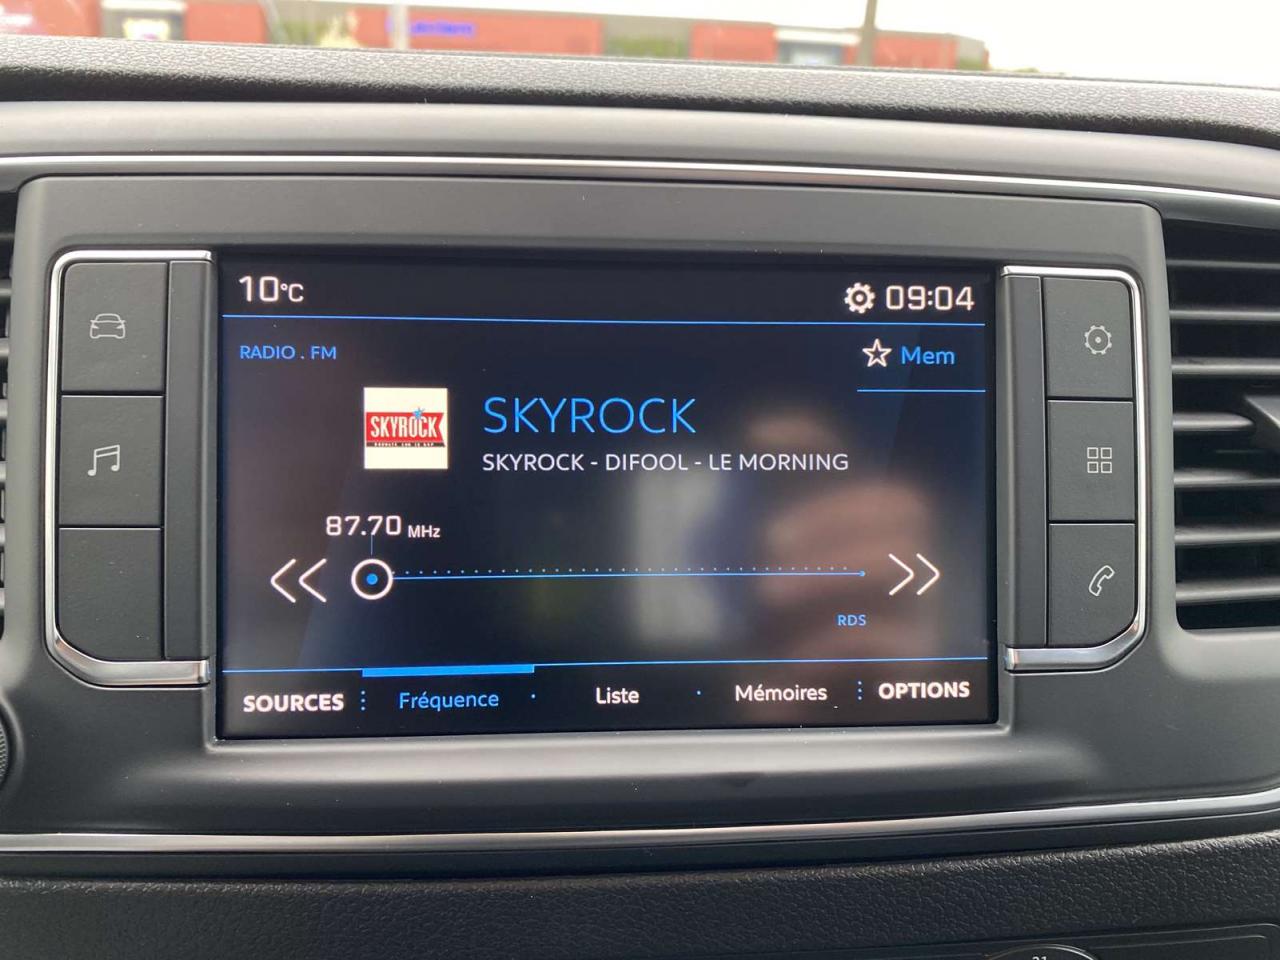 10°C
09:04
RADIO . FM
Mem
SKYROCK
SKYROCK
SKYROCK - DIFOOL - LE MORNING
87.70 MHz
RDS
SOURCES
Fréquence
Liste
Mémoires
OPTIONS
21